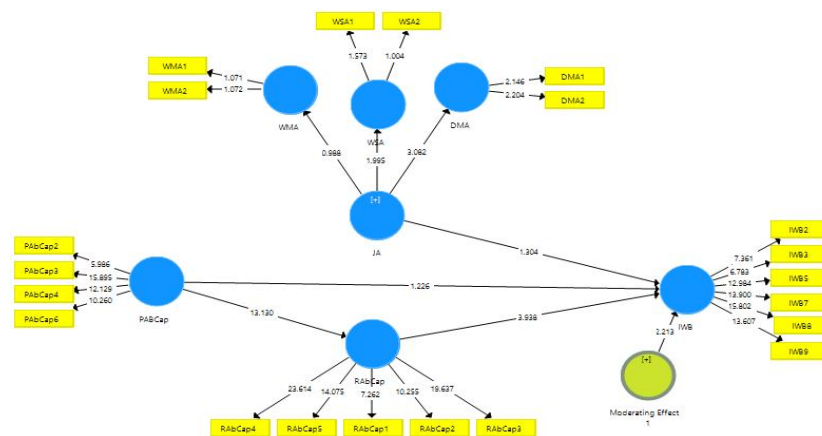 WSA1
WSA2
1.573
1.004
WMA1
1.071
WMA2
1.072
WMA
WSA
DMA
2.146
DMA1
2.204
DMA2
0.988
1.995
3.082
[+]
JA
1.304
PAbCap2
5.986
PAbCap3
15.895
PAbCap4
12.129
PAbCap6
10.260
PABCap
1.226
13.130
3.938
RAbCap
23.614
14.075
7.262
10.255
19.637
RAbCap4
RAbCap5
RAbCap1
RAbCap2
RAbCap3
IWB
7.361
IWB2
6.783
IWB3
12.984
IWB5
13.900
IWB7
15.802
IWB8
13.607
IWB9
2.213
[+]
Moderating Effect
1